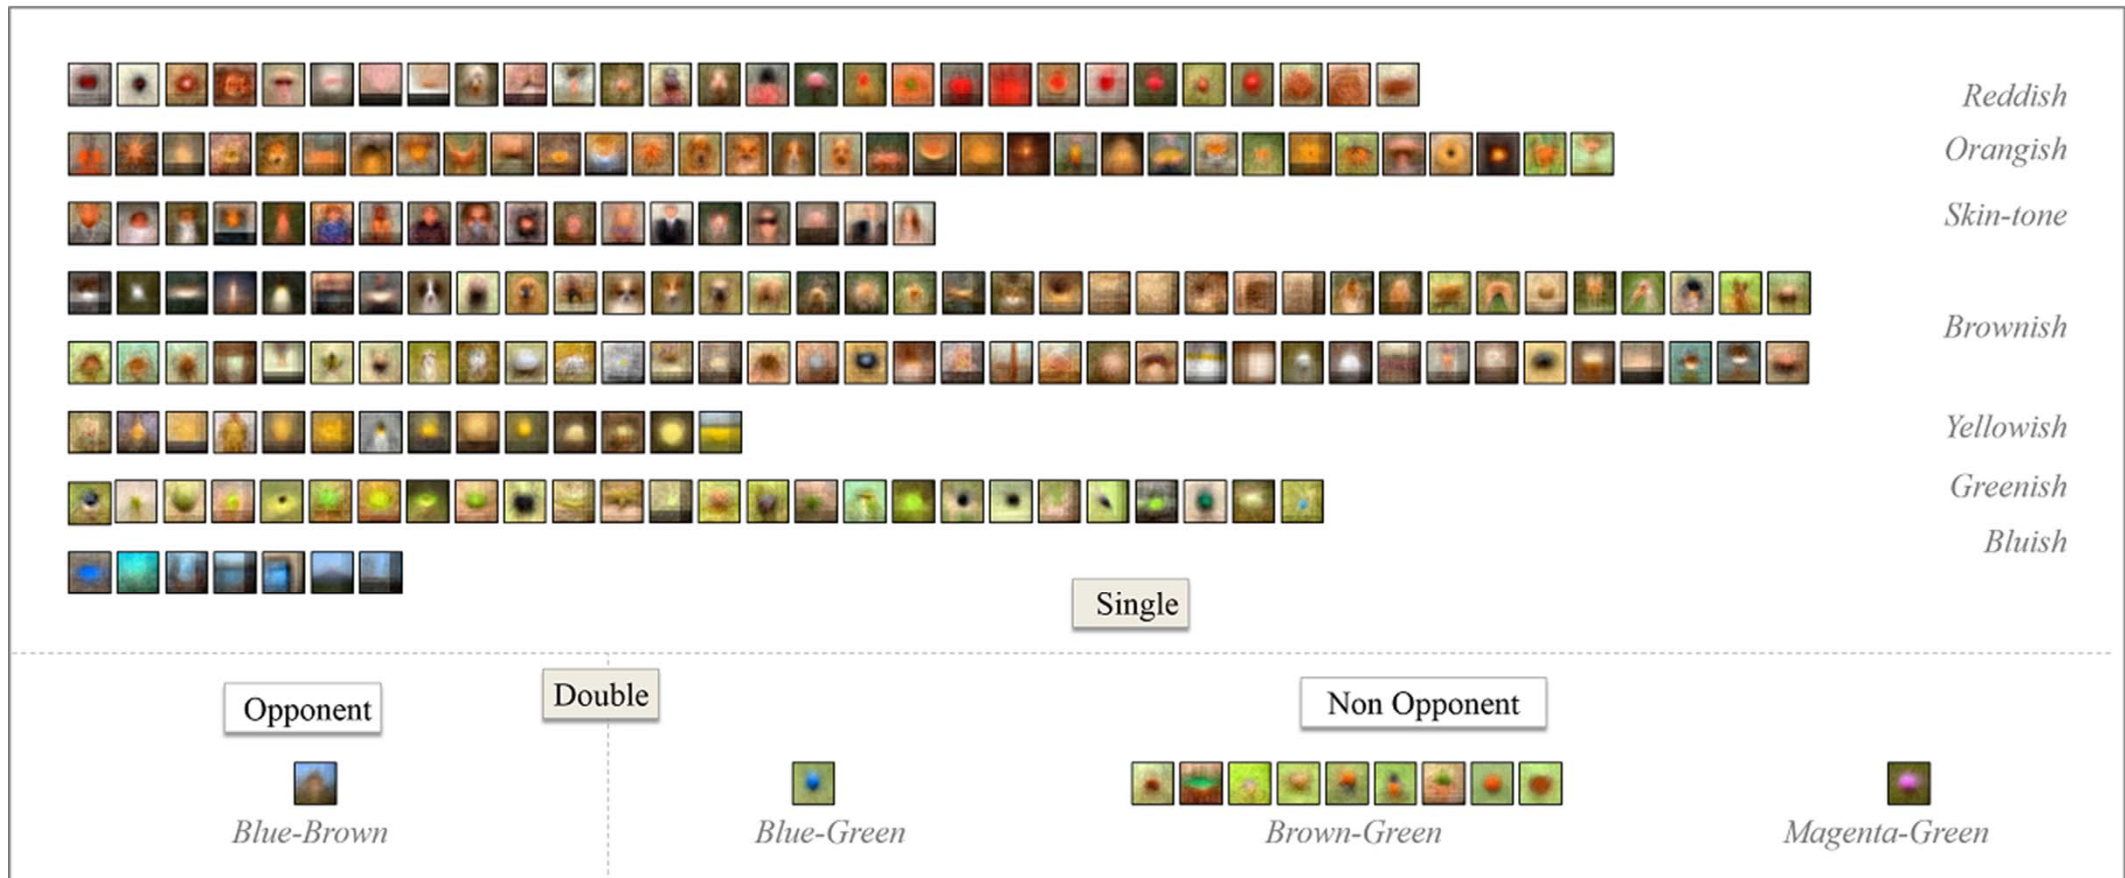 Reddish
Orangish
Skin-tone
Brownish
Yellowish
Greenish
Bluish
Single
Double
Opponent
Non Opponent
Blue-Brown
Blue-Green
Brown-Green
Magenta-Green